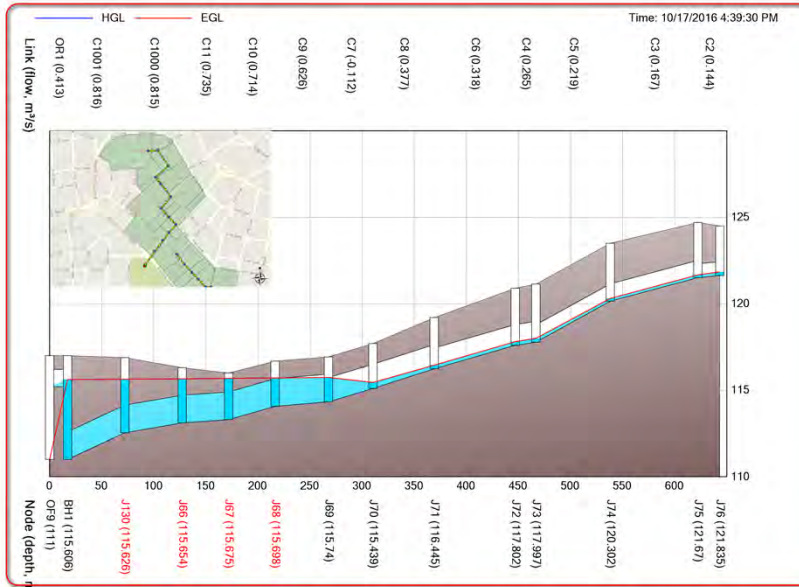 HGL
EGL
Time: 10/17/2016 4:39:30 PM
Link (flow, m³/s)
OR1 (0.413)
C1001 (0.816)
C1000 (0.815)
C11 (0.735)
C10 (0.714)
C9 (0.626)
C7 (-0.112)
C8 (0.377)
C6 (0.318)
C4 (0.265)
C5 (0.219)
C3 (0.167)
C2 (0.144)
125
120
115
110
0
50
100
150
200
250
300
350
400
450
500
550
600
Node (depth, m
OF9 (111)
BH1 (115.606)
J130 (115.626)
J66 (115.654)
J67 (115.675)
J68 (115.698)
J69 (115.74)
J70 (115.439)
J71 (116.445)
J72 (117.802)
J73 (117.997)
J74 (120.302)
J75 (121.67)
J76 (121.835)